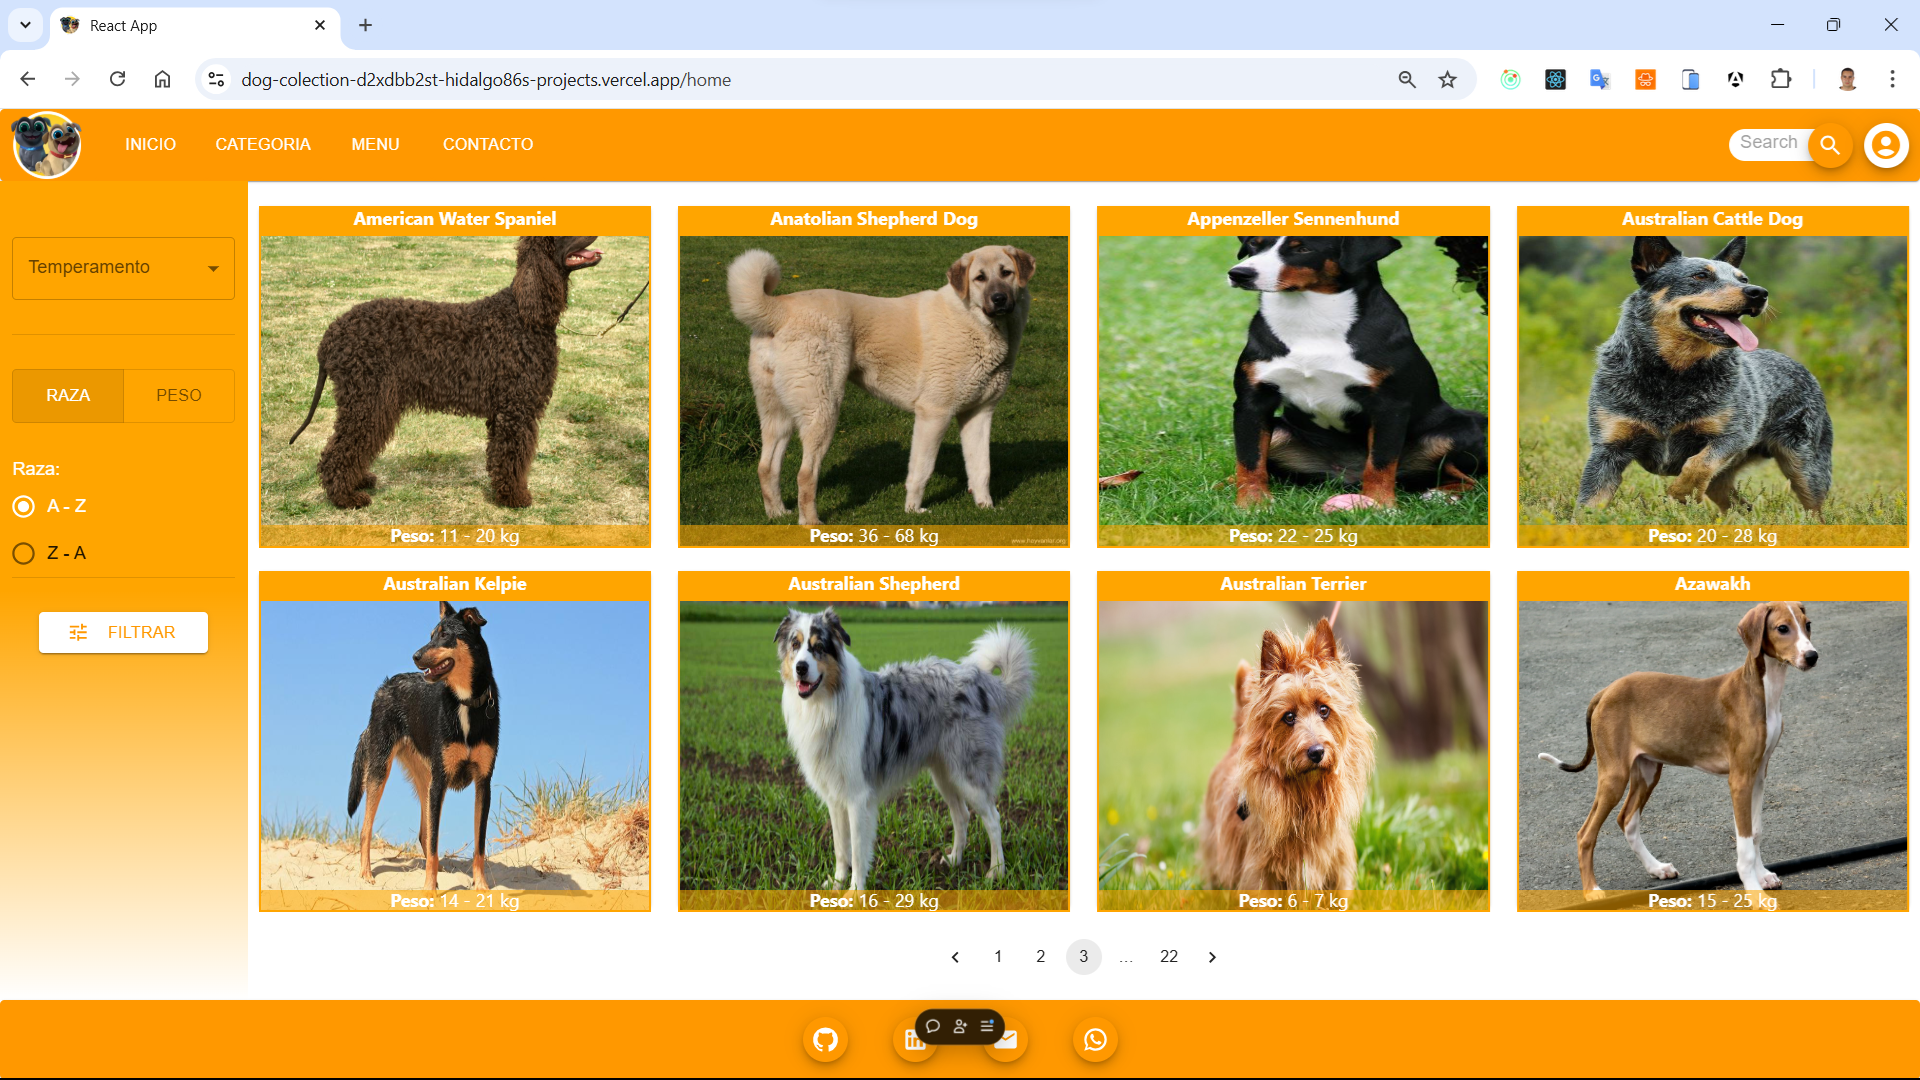 React App
dog-colection-d2xdbb2st-hidalgo86s-projects.vercel.app/home
INICIO
CATEGORIA
MENU
CONTACTO
Search
Temperamento
RAZA
PESO
Raza:
A - Z
Z - A
FILTRAR
American Water Spaniel
Peso: 11 - 20 kg
Anatolian Shepherd Dog
www.hayvanlar.org
Peso: 36 - 68 kg
Appenzeller Sennenhund
Peso: 22 - 25 kg
Australian Cattle Dog
Peso: 20 - 28 kg
Australian Kelpie
Peso: 14 - 21 kg
Australian Shepherd
Peso: 16 - 29 kg
Australian Terrier
Peso: 6 - 7 kg
Azawakh
Peso: 15 - 25 kg
1 2 3 ... 22